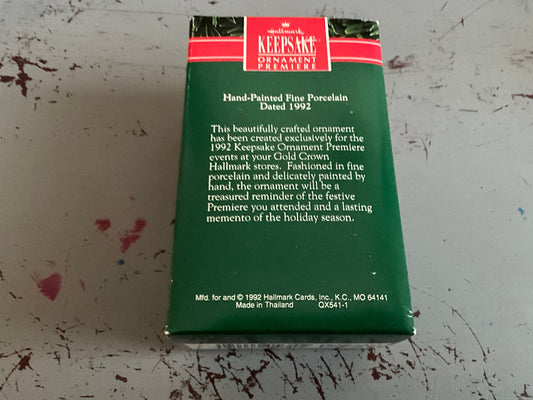 Hallmark
KEEPSAKE
ORNAMENT
PREMIERE
Hand-Painted Fine Porcelain
Dated 1992
This beautifully crafted ornament
has been created exclusively for the
1992 Keepsake Ornament Premiere
events at your Gold Crown
Hallmark stores. Fashioned in fine
porcelain and delicately painted by
hand, the ornament will be a
treasured reminder of the festive
Premiere you attended and a lasting
memento of the holiday season.
Mfd. for and © 1992 Hallmark Cards, Inc., K.C., MO 64141
Made in Thailand QX541-1